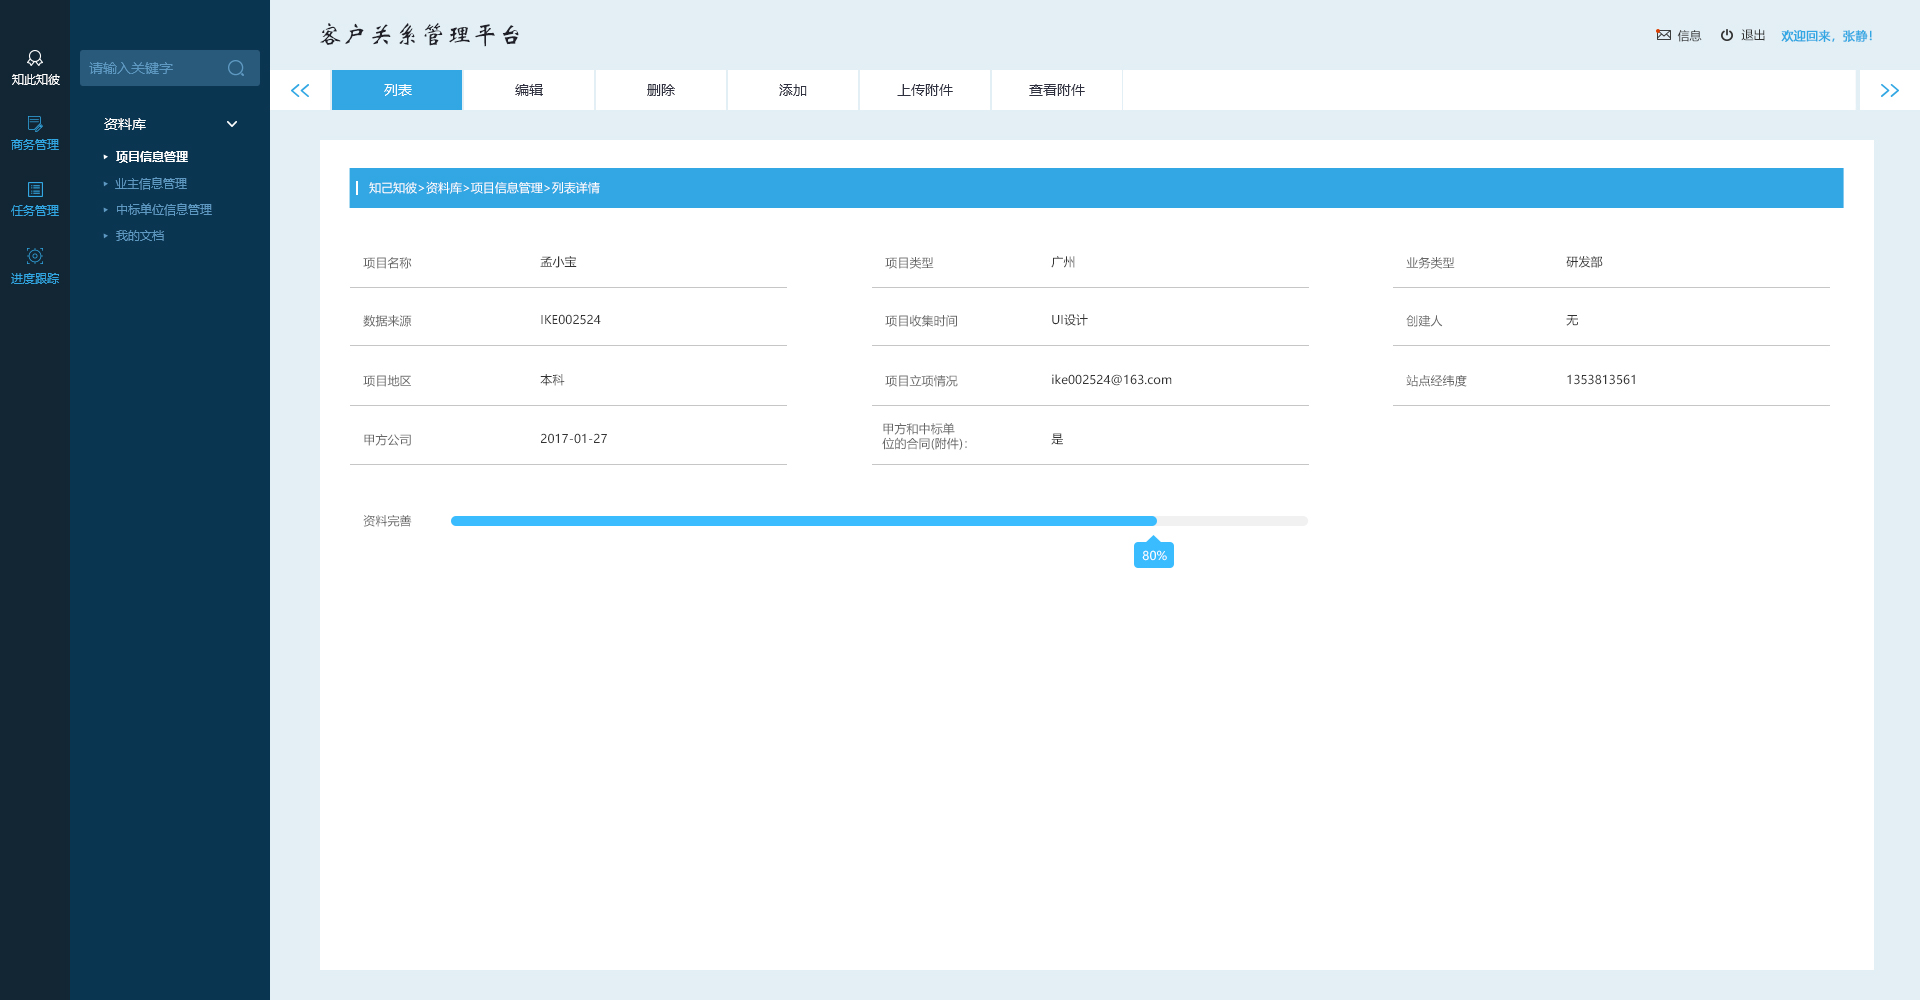 客户关系管理平台
信息
退出
欢迎回来，张静！
知此知彼
商务管理
任务管理
进度跟踪
请输入关键字
资料库
项目信息管理
业主信息管理
中标单位信息管理
我的文档
列表
编辑
删除
添加
上传附件
查看附件
知己知彼>资料库>项目信息管理>列表详情
项目名称 孟小宝
项目类型 广州
业务类型 研发部
数据来源 IKE002524
项目收集时间 UI设计
创建人 无
项目地区 本科
项目立项情况 ike002524@163.com
站点经纬度 1353813561
甲方公司 2017-01-27
甲方和中标单
位的合同(附件)：
是
资料完善
80%